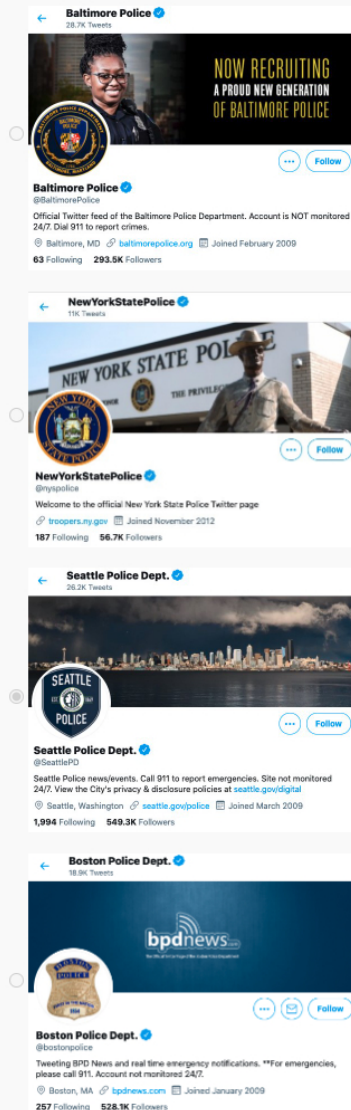 Baltimore Police
28.7K Tweets
NOW RECRUITING
A PROUD NEW GENERATION
OF BALTIMORE POLICE
Follow
Baltimore Police
@BaltimorePolice
Official Twitter feed of the Baltimore Police Department. Account is NOT monitored
24/7. Dial 911 to report crimes.
Baltimore, MD baltimorepolice.org Joined February 2009
63 Following 293.5K Followers
NewYorkStatePolice
11K Tweets
NEW YORK STATE POLICE
THE PRIVILEGE
NEW YORK
STATE POLICE
Follow
NewYorkStatePolice
@nyspolice
Welcome to the official New York State Police Twitter page
troopers.ny.gov Joined November 2012
187 Following 56.7K Followers
Seattle Police Dept.
26.2K Tweets
SEATTLE
POLICE
Follow
Seattle Police Dept.
@SeattlePD
Seattle Police news/events. Call 911 to report emergencies. Site not monitored
24/7. View the City's privacy & disclosure policies at seattle.gov/digital
Seattle, Washington seattle.gov/police Joined March 2009
1,994 Following 549.3K Followers
Boston Police Dept.
18.9K Tweets
bpdnews.com
BOSTON
POLICE
Follow
Boston Police Dept.
@bostonpolice
Tweeting BPD News and real time emergency notifications. **For emergencies,
please call 911. Account not monitored 24/7.
Boston, MA bpdnews.com Joined January 2009
257 Following 528.1K Followers